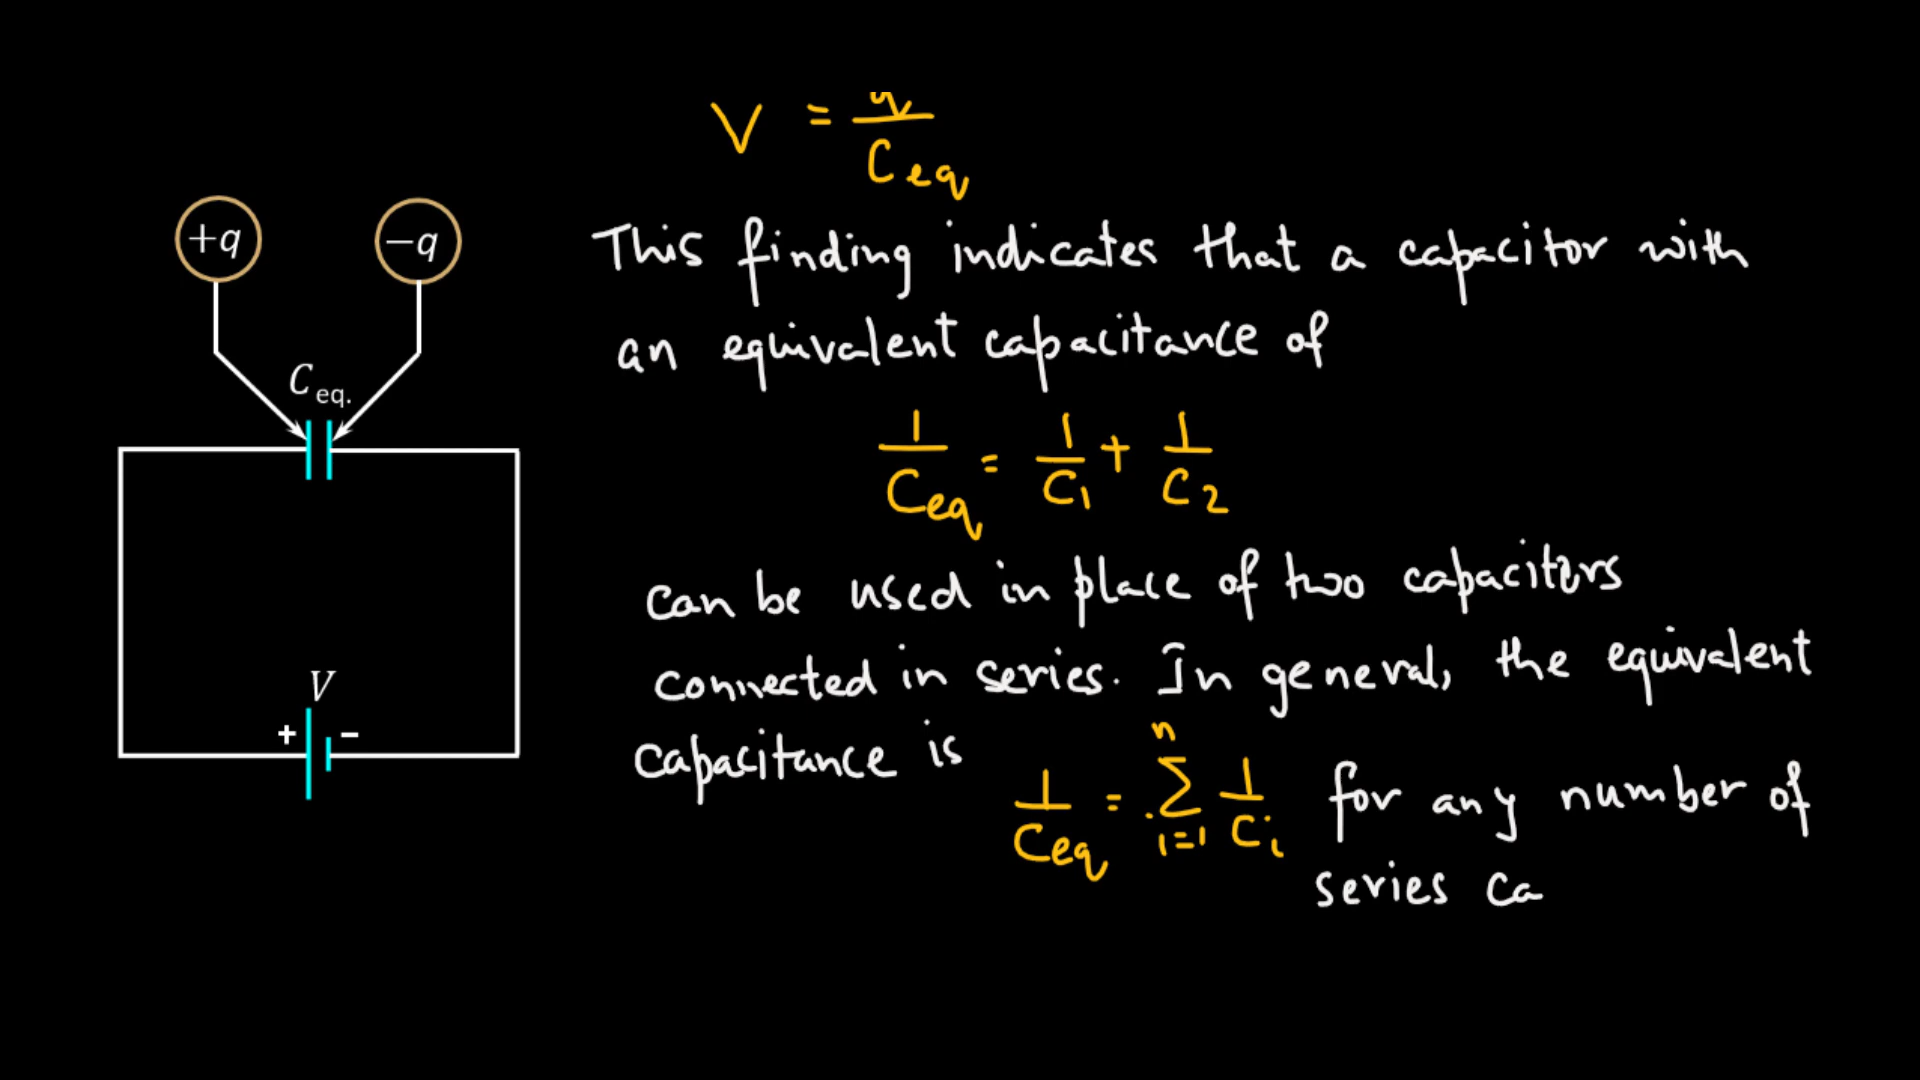 V = q/Ceq
+q
−q
This finding indicates that a capacitor with
an equivalent capacitance of
Ceq.
1/Ceq = 1/C1 + 1/C2
can be used in place of two capacitors
connected in series. In general, the equivalent
capacitance is
V
+ −
1/Ceq = n∑i=1 1/Ci for any number of
series ca